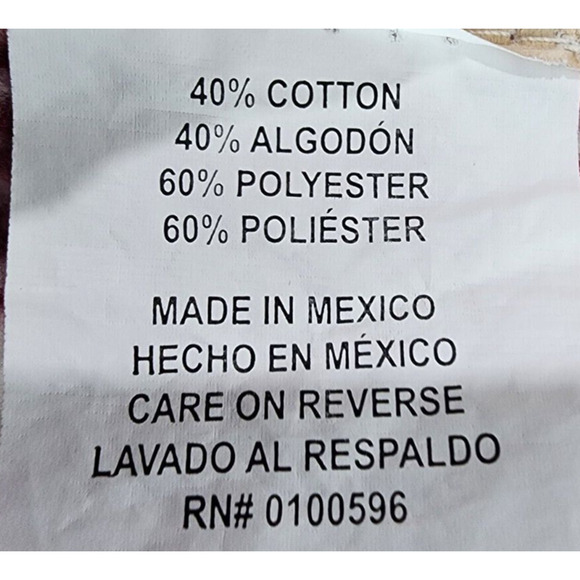 40% COTTON
40% ALGODÓN
60% POLYESTER
60% POLIÉSTER
MADE IN MEXICO
HECHO EN MÉXICO
CARE ON REVERSE
LAVADO AL RESPALDO
RN# 0100596